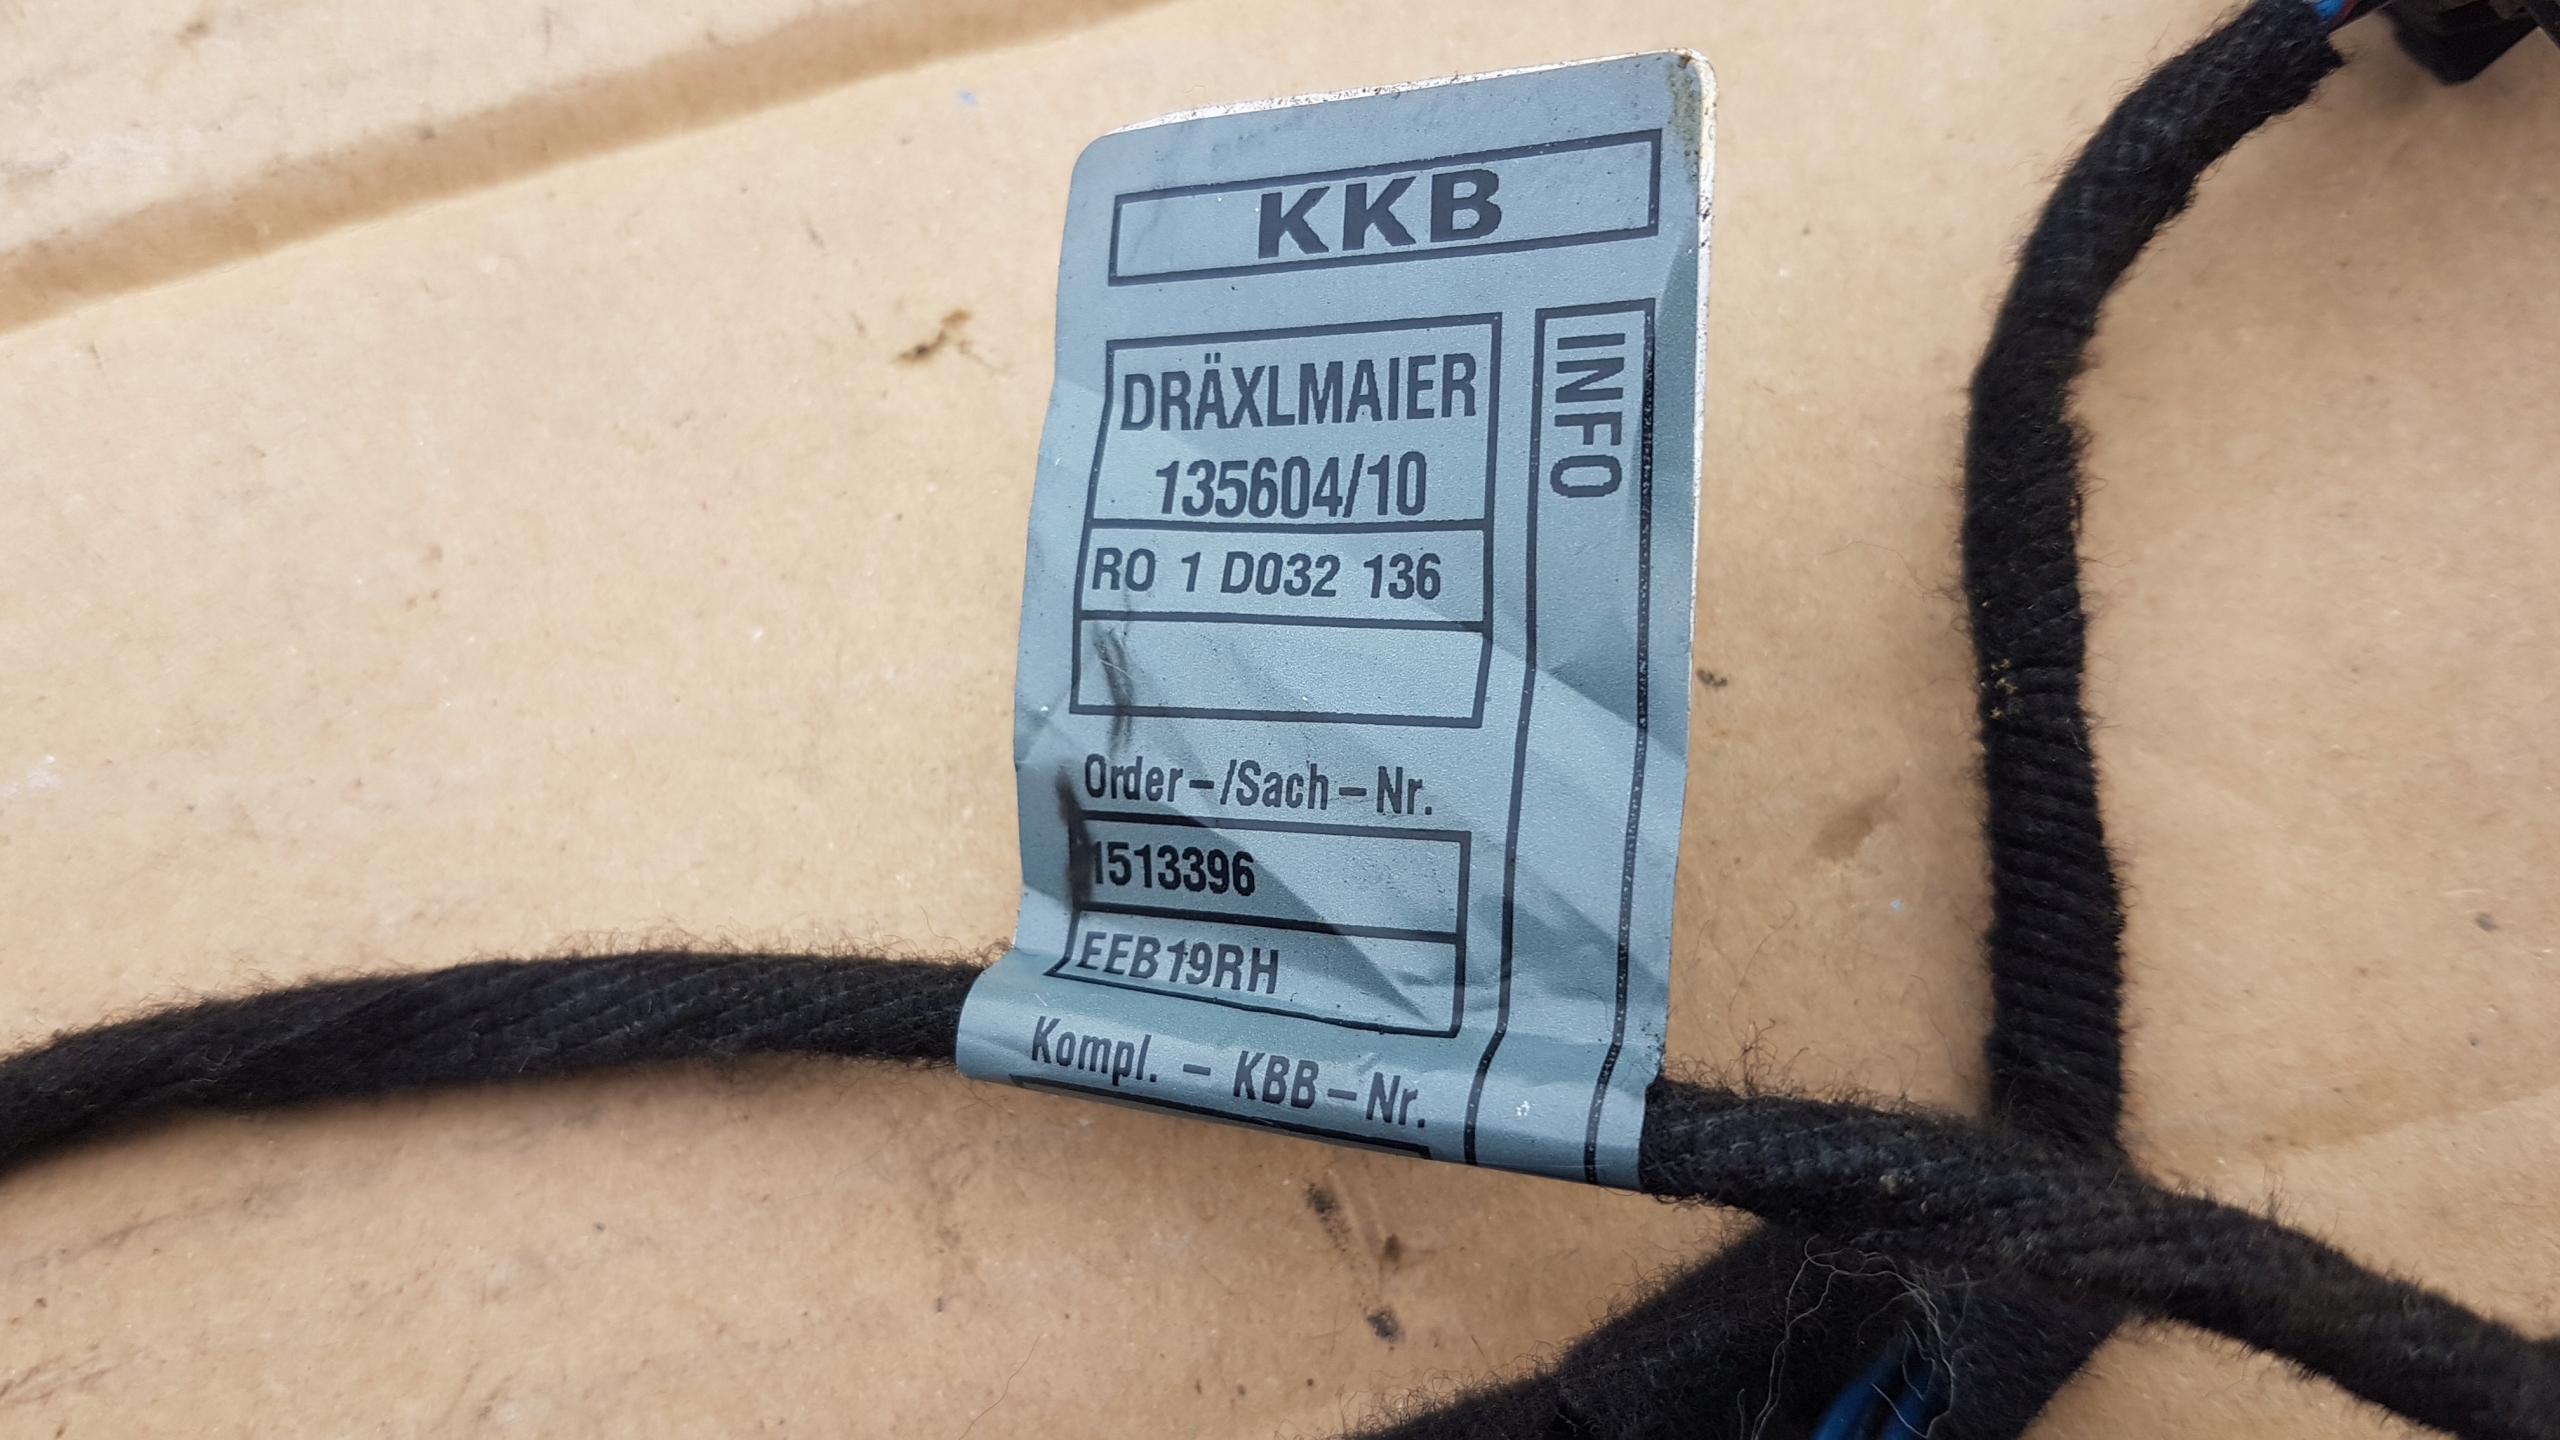 KKB
DRÄXLMAIER
135604/10
RO 1 D032 136
INFO
Order-/Sach-Nr.
1513396
EEB19RH
Kompl. - KBB-Nr.